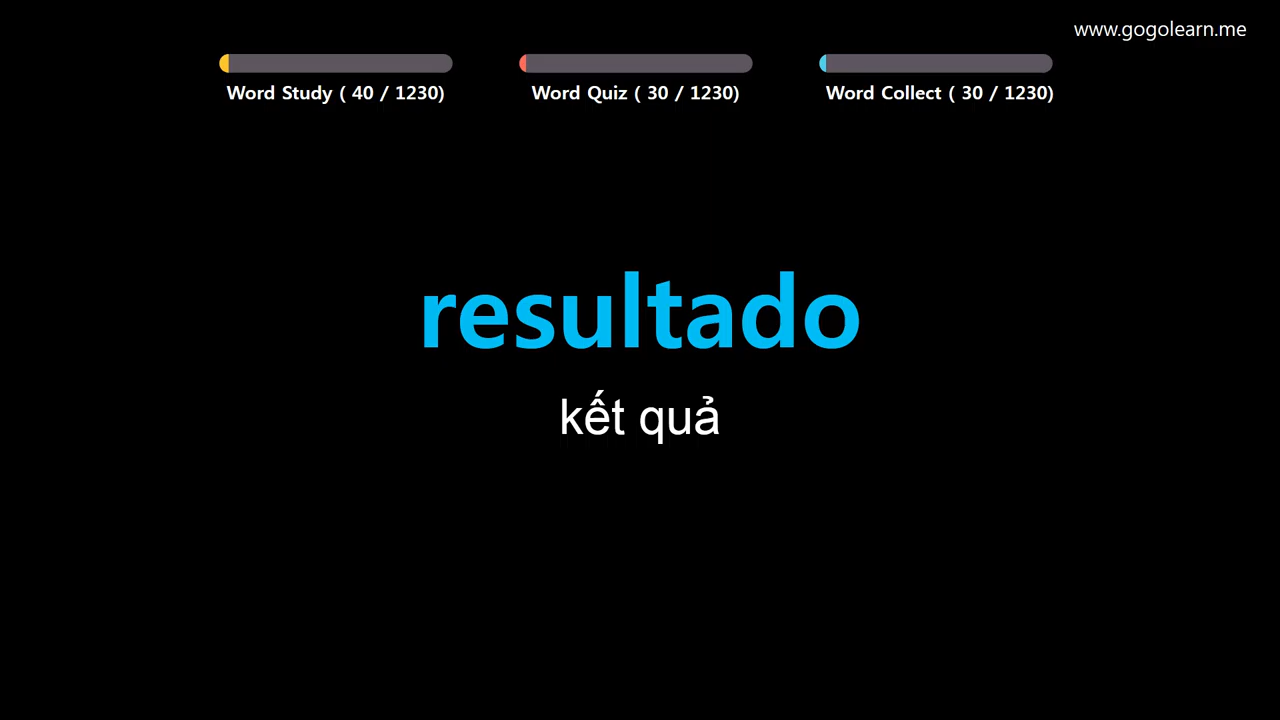 www.gogolearn.me
Word Study ( 40 / 1230)
Word Quiz ( 30 / 1230)
Word Collect ( 30 / 1230)
resultado
kết quả